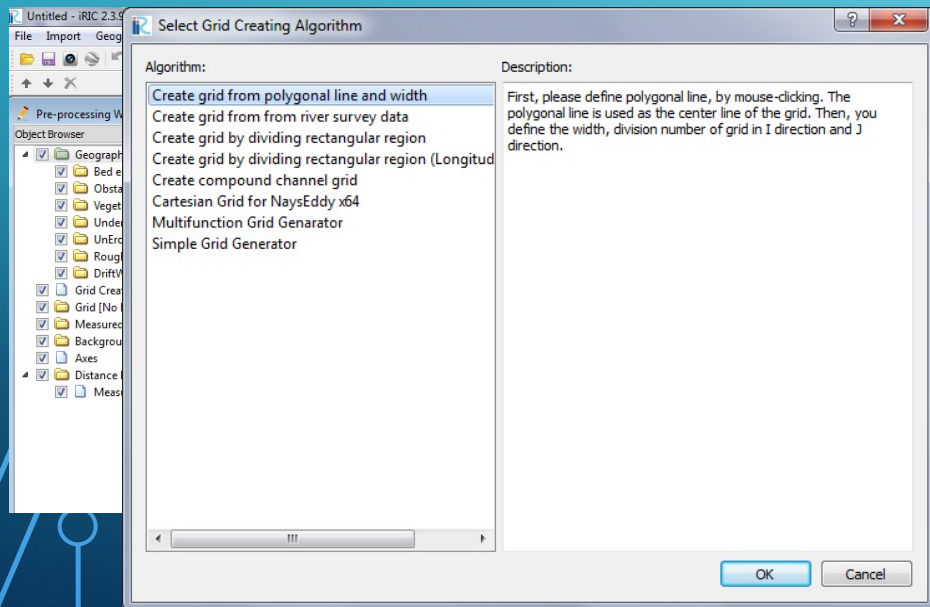 Untitled - iRIC 2.3.9
Select Grid Creating Algorithm
File Import Geog
Algorithm:
Description:
Create grid from polygonal line and width
Create grid from from river survey data
Create grid by dividing rectangular region
Create grid by dividing rectangular region (Longitud
Create compound channel grid
Cartesian Grid for NaysEddy x64
Multifunction Grid Genarator
Simple Grid Generator
First, please define polygonal line, by mouse-clicking. The
polygonal line is used as the center line of the grid. Then, you
define the width, division number of grid in I direction and J
direction.
Pre-processing W
Object Browser
Geograph
Bed e
Obsta
Veget
Under
UnEro
Rough
DriftW
Grid Crea
Grid [No
Measured
Backgrou
Axes
Distance
Meas
OK
Cancel